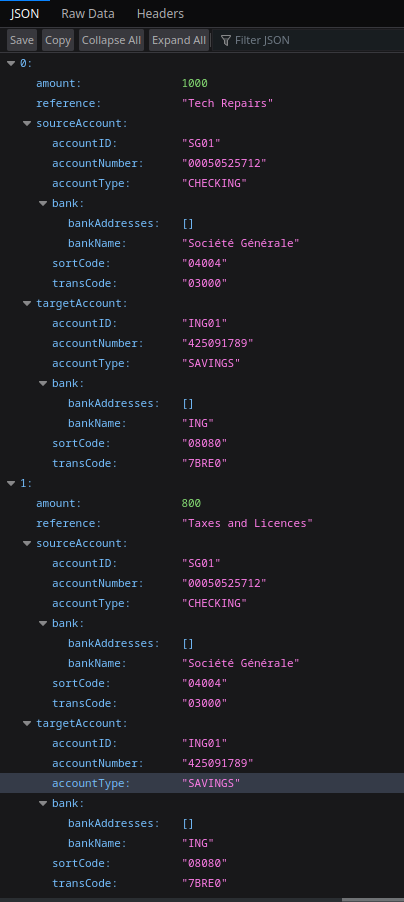 JSON Raw Data Headers
Save Copy Collapse All Expand All Filter JSON
0:
amount: 1000
reference: "Tech Repairs"
sourceAccount:
accountID: "SG01"
accountNumber: "00050525712"
accountType: "CHECKING"
bank:
bankAddresses: []
bankName: "Société Générale"
sortCode: "04004"
transCode: "03000"
targetAccount:
accountID: "ING01"
accountNumber: "425091789"
accountType: "SAVINGS"
bank:
bankAddresses: []
bankName: "ING"
sortCode: "08080"
transCode: "7BRE0"
1:
amount: 800
reference: "Taxes and Licences"
sourceAccount:
accountID: "SG01"
accountNumber: "00050525712"
accountType: "CHECKING"
bank:
bankAddresses: []
bankName: "Société Générale"
sortCode: "04004"
transCode: "03000"
targetAccount:
accountID: "ING01"
accountNumber: "425091789"
accountType: "SAVINGS"
bank:
bankAddresses: []
bankName: "ING"
sortCode: "08080"
transCode: "7BRE0"